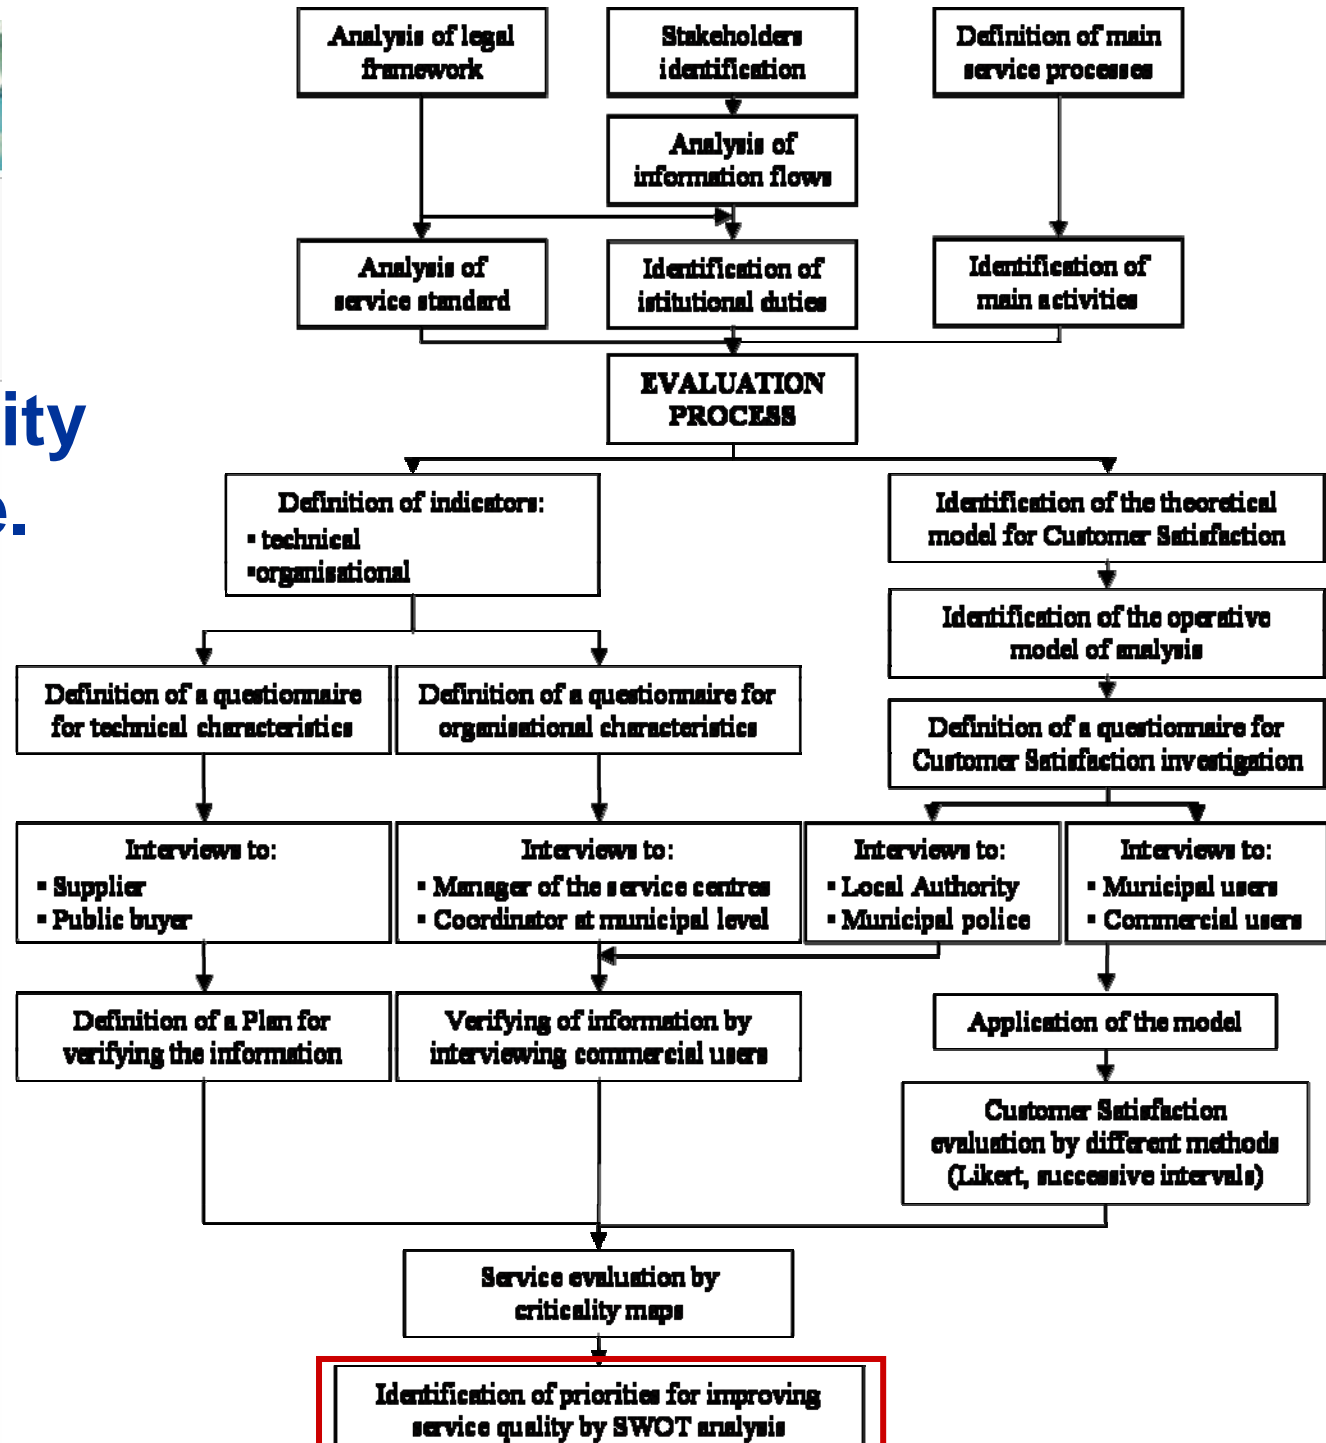 Analysis of legal
framework
Stakeholders
identification
Definition of main
service processes
Analysis of
information flows
Analysis of
service standard
Identification of
istitutional duties
Identification of
main activities
ity
e.
EVALUATION
PROCESS
Definition of indicators:
▪ technical
▪organisational
Identification of the theoretical
model for Customer Satisfaction
Identification of the operative
model of analysis
Definition of a questionnaire
for technical characteristics
Definition of a questionnaire for
organisational characteristics
Definition of a questionnaire for
Customer Satisfaction investigation
Interviews to:
▪ Supplier
▪ Public buyer
Interviews to:
▪ Manager of the service centres
▪ Coordinator at municipal level
Interviews to:
▪ Local Authority
▪ Municipal police
Interviews to:
▪ Municipal users
▪ Commercial users
Definition of a Plan for
verifying the information
Verifying of information by
interviewing commercial users
Application of the model
Customer Satisfaction
evaluation by different methods
(Likert, successive intervals)
Service evaluation by
criticality maps
Identification of priorities for improving
service quality by SWOT analysis